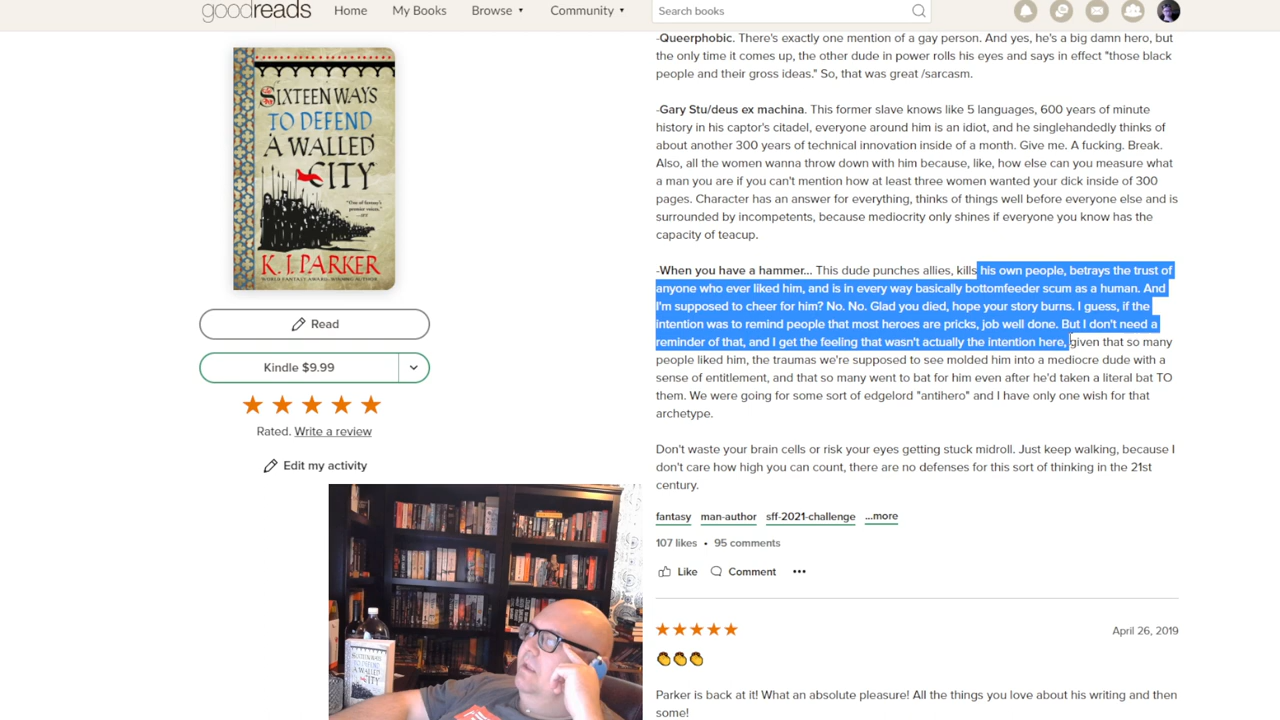 goodreads
Home
My Books
Browse
Community
Search books
SIXTEEN WAYS
TO DEFEND
A WALLED
CITY
"One of fantasy's
premier voices."
K. J. PARKER
WORLD FANTASY AWARD-WINNING AUTHOR
Read
Kindle $9.99
Rated. Write a review
Edit my activity
-Queerphobic. There's exactly one mention of a gay person. And yes, he's a big damn hero, but
the only time it comes up, the other dude in power rolls his eyes and says in effect "those black
people and their gross ideas." So, that was great /sarcasm.
-Gary Stu/deus ex machina. This former slave knows like 5 languages, 600 years of minute
history in his captor's citadel, everyone around him is an idiot, and he singlehandedly thinks of
about another 300 years of technical innovation inside of a month. Give me. A fucking. Break.
Also, all the women wanna throw down with him because, like, how else can you measure what
a man you are if you can't mention how at least three women wanted your dick inside of 300
pages. Character has an answer for everything, thinks of things well before everyone else and is
surrounded by incompetents, because mediocrity only shines if everyone you know has the
capacity of teacup.
-When you have a hammer... This dude punches allies, kills his own people, betrays the trust of
anyone who ever liked him, and is in every way basically bottomfeeder scum as a human. And
I'm supposed to cheer for him? No. No. Glad you died, hope your story burns. I guess, if the
intention was to remind people that most heroes are pricks, job well done. But I don't need a
reminder of that, and I get the feeling that wasn't actually the intention here, given that so many
people liked him, the traumas we're supposed to see molded him into a mediocre dude with a
sense of entitlement, and that so many went to bat for him even after he'd taken a literal bat TO
them. We were going for some sort of edgelord "antihero" and I have only one wish for that
archetype.
Don't waste your brain cells or risk your eyes getting stuck midroll. Just keep walking, because I
don't care how high you can count, there are no defenses for this sort of thinking in the 21st
century.
fantasy man-author sff-2021-challenge ...more
107 likes • 95 comments
Like Comment
April 26, 2019
Parker is back at it! What an absolute pleasure! All the things you love about his writing and then
some!
SIXTEEN WAYS
TO DEFEND
A WALLED
CITY